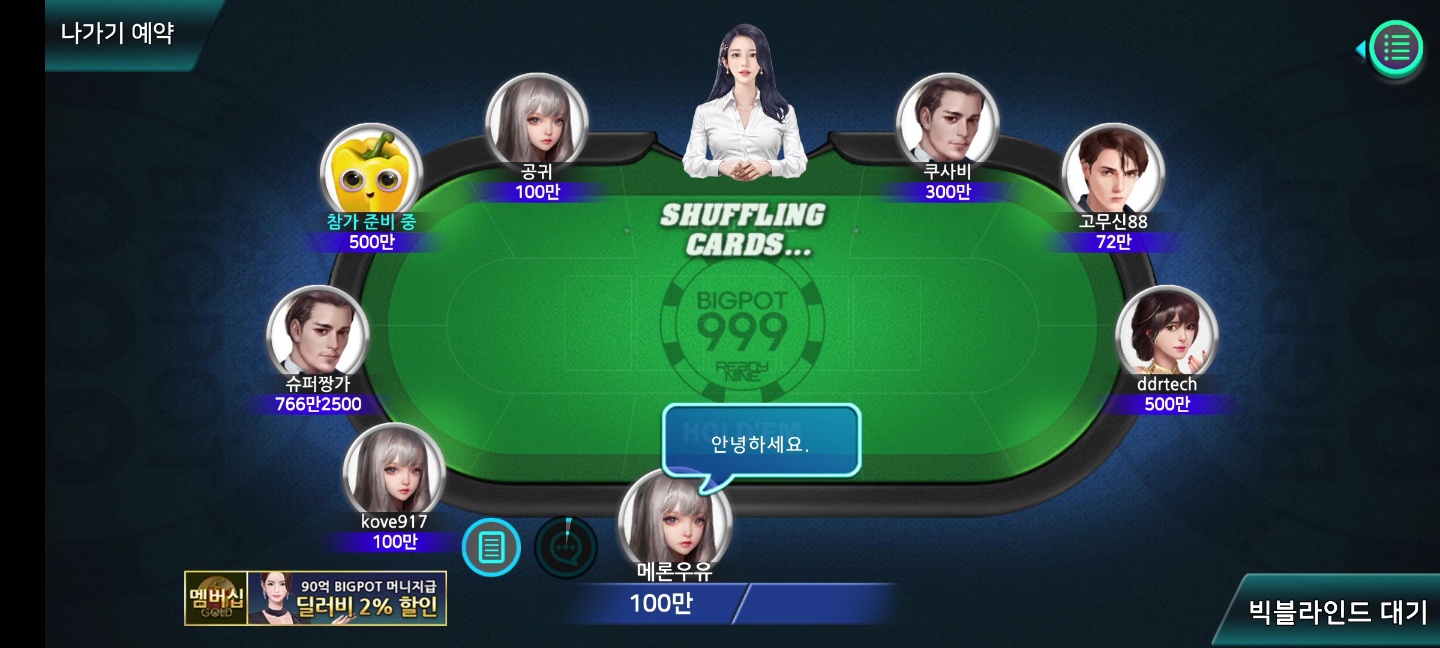 나가기 예약
공귀
100만
쿠사비
300만
참가 준비 중
500만
고무신88
72만
SHUFFLING
CARDS...
BIGPOT
999
READY
NINE
슈퍼짱가
766만2500
ddrtech
500만
HOLD'EM
안녕하세요.
kove917
100만
메론우유
100만
멤버십
GOLD
90억 BIGPOT 머니지급
딜러비 2% 할인
빅블라인드 대기